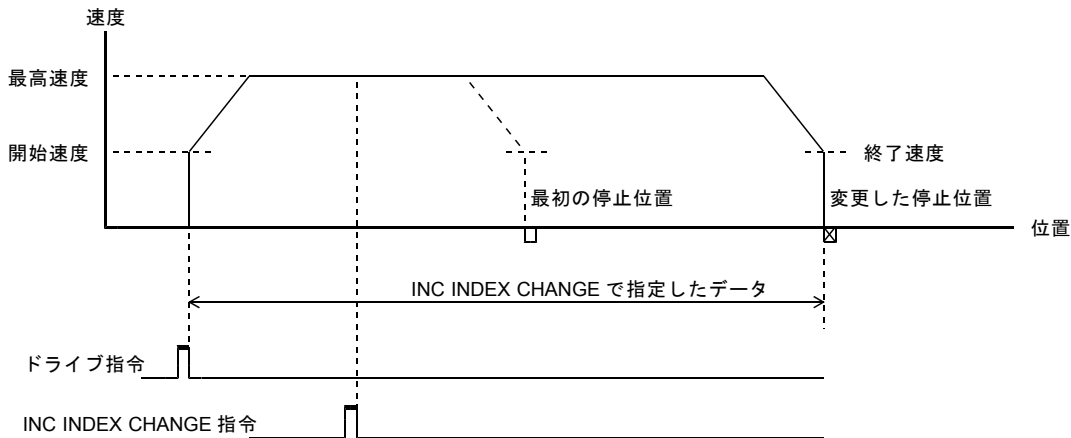 速度
最高速度
開始速度
終了速度
最初の停止位置
変更した停止位置
位置
INC INDEX CHANGE で指定したデータ
ドライブ指令
INC INDEX CHANGE 指令